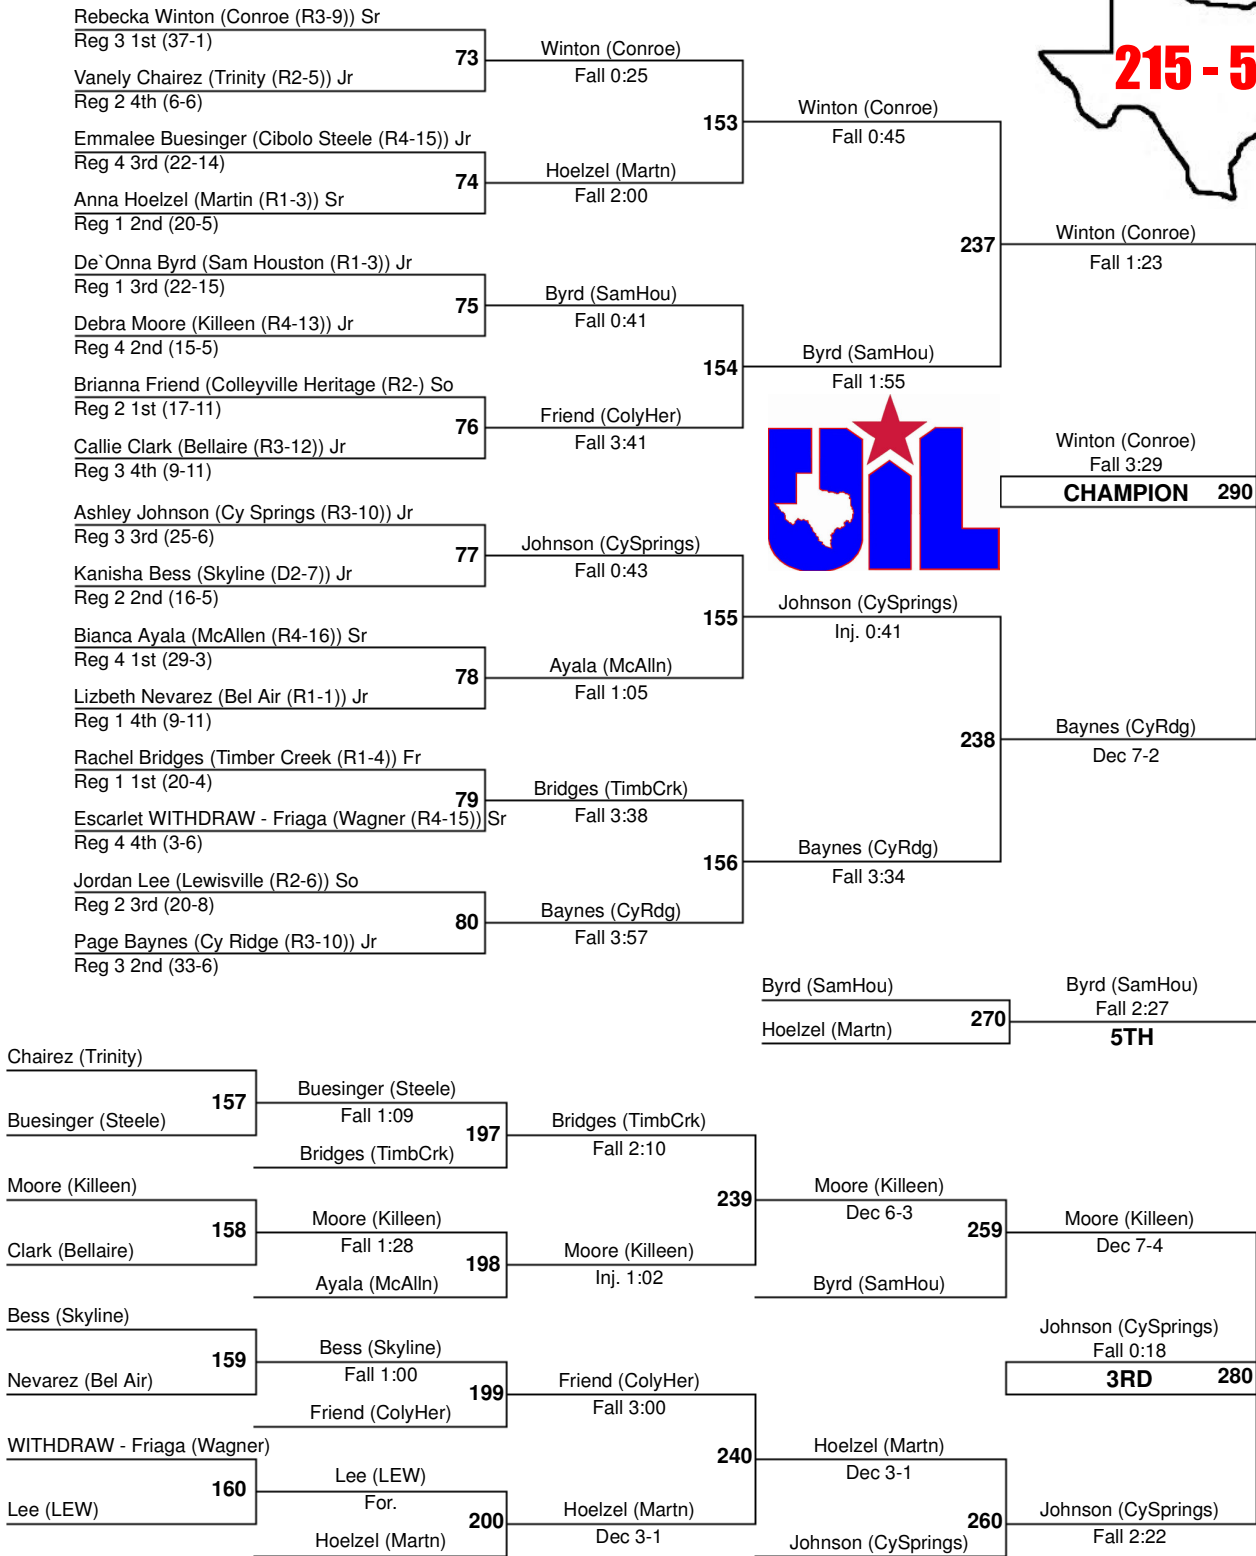 Rebecka Winton (Conroe (R3-9)) Sr
Reg 3 1st (37-1)
73
Vanely Chairez (Trinity (R2-5)) Jr
Reg 2 4th (6-6)
Winton (Conroe)
Fall 0:25
Emmalee Buesinger (Cibolo Steele (R4-15)) Jr
Reg 4 3rd (22-14)
74
Anna Hoelzel (Martin (R1-3)) Sr
Reg 1 2nd (20-5)
Hoelzel (Martn)
Fall 2:00
153
Winton (Conroe)
Fall 0:45
215 - 5
De`Onna Byrd (Sam Houston (R1-3)) Jr
Reg 1 3rd (22-15)
75
Debra Moore (Killeen (R4-13)) Jr
Reg 4 2nd (15-5)
Byrd (SamHou)
Fall 0:41
Brianna Friend (Colleyville Heritage (R2-) So
Reg 2 1st (17-11)
76
Callie Clark (Bellaire (R3-12)) Jr
Reg 3 4th (9-11)
Friend (ColyHer)
Fall 3:41
154
Byrd (SamHou)
Fall 1:55
237
Winton (Conroe)
Fall 1:23
UIL
Winton (Conroe)
Fall 3:29
CHAMPION 290
Ashley Johnson (Cy Springs (R3-10)) Jr
Reg 3 3rd (25-6)
77
Kanisha Bess (Skyline (D2-7)) Jr
Reg 2 2nd (16-5)
Johnson (CySprings)
Fall 0:43
Bianca Ayala (McAllen (R4-16)) Sr
Reg 4 1st (29-3)
78
Lizbeth Nevarez (Bel Air (R1-1)) Jr
Reg 1 4th (9-11)
Ayala (McAlln)
Fall 1:05
155
Johnson (CySprings)
Inj. 0:41
Rachel Bridges (Timber Creek (R1-4)) Fr
Reg 1 1st (20-4)
79
Escarlet WITHDRAW - Friaga (Wagner (R4-15)) Sr
Reg 4 4th (3-6)
Bridges (TimbCrk)
Fall 3:38
Jordan Lee (Lewisville (R2-6)) So
Reg 2 3rd (20-8)
80
Page Baynes (Cy Ridge (R3-10)) Jr
Reg 3 2nd (33-6)
Baynes (CyRdg)
Fall 3:57
156
Baynes (CyRdg)
Fall 3:34
238
Baynes (CyRdg)
Dec 7-2
Byrd (SamHou)
Hoelzel (Martn)
270
Byrd (SamHou)
Fall 2:27
5TH
Chairez (Trinity)
157
Buesinger (Steele)
Buesinger (Steele)
Fall 1:09
197
Bridges (TimbCrk)
Bridges (TimbCrk)
Fall 2:10
Moore (Killeen)
158
Clark (Bellaire)
Moore (Killeen)
Fall 1:28
198
Ayala (McAlln)
Moore (Killeen)
Inj. 1:02
239
Moore (Killeen)
Dec 6-3
259
Byrd (SamHou)
Moore (Killeen)
Dec 7-4
Bess (Skyline)
159
Nevarez (Bel Air)
Bess (Skyline)
Fall 1:00
199
Friend (ColyHer)
Friend (ColyHer)
Fall 3:00
Johnson (CySprings)
Fall 0:18
3RD 280
WITHDRAW - Friaga (Wagner)
160
Lee (LEW)
Lee (LEW)
For.
200
Hoelzel (Martn)
Hoelzel (Martn)
Dec 3-1
240
Hoelzel (Martn)
Dec 3-1
260
Johnson (CySprings)
Johnson (CySprings)
Fall 2:22